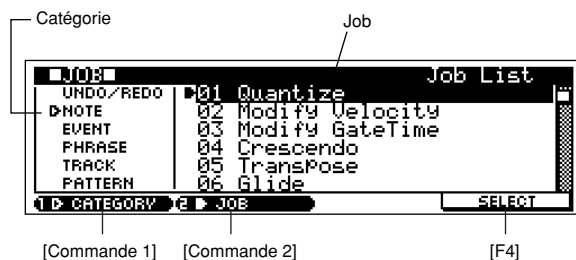 Catégorie
Job
■JOB■ Job List
UNDO/REDO 01 Quantize
NOTE 02 Modify Velocity
EVENT 03 Modify GateTime
PHRASE 04 Crescendo
TRACK 05 Transpose
PATTERN 06 Glide
1 CATEGORY 2 JOB SELECT
[Commande 1] [Commande 2] [F4]